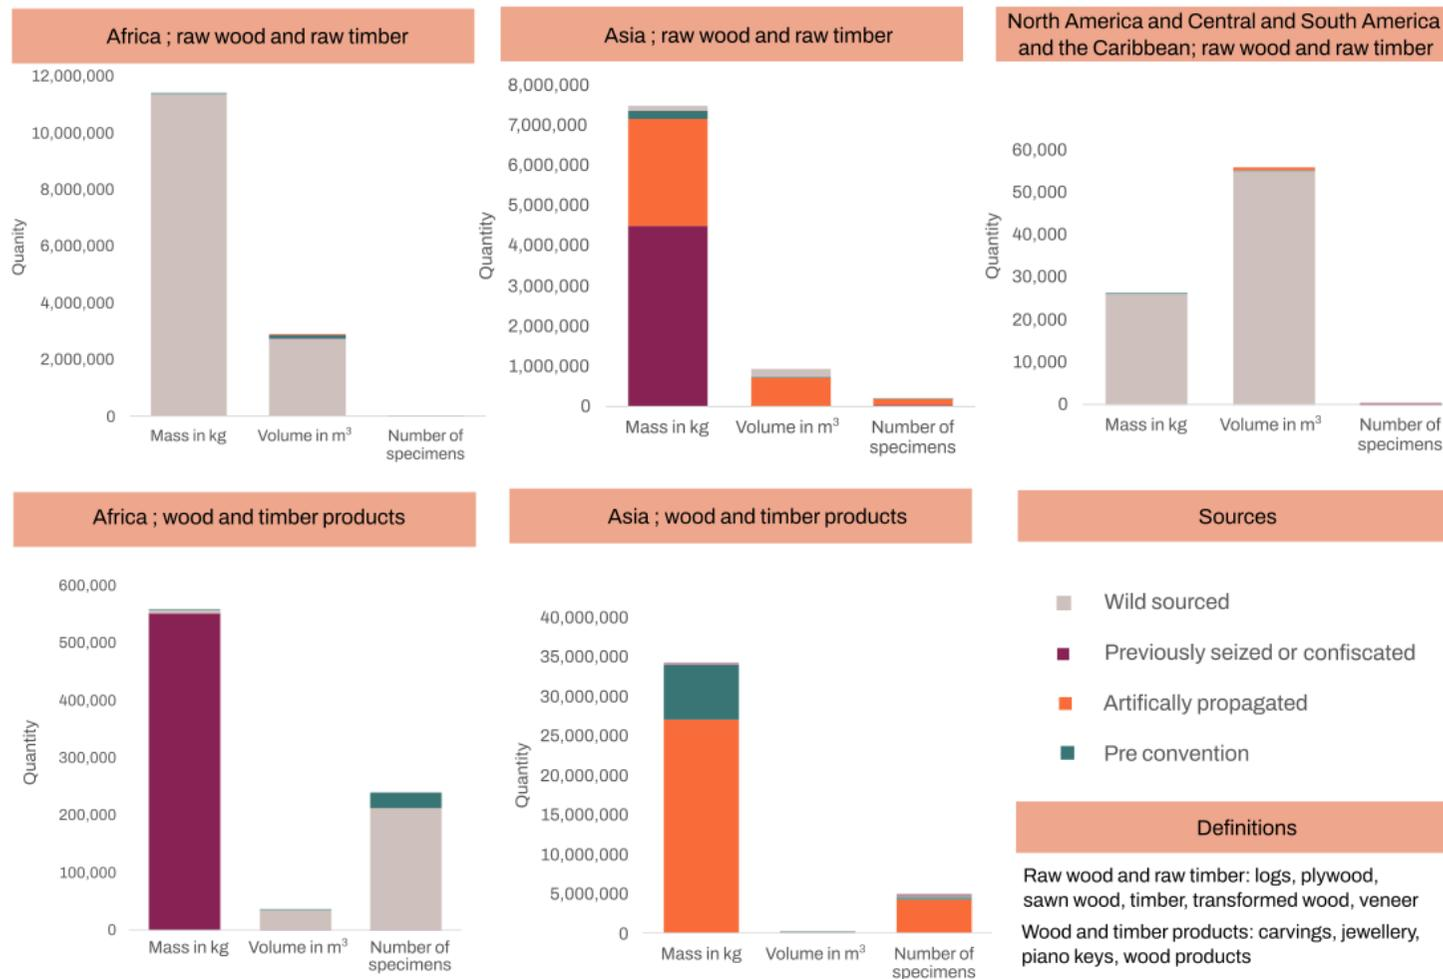 Africa ; raw wood and raw timber
12,000,000
10,000,000
8,000,000
6,000,000
4,000,000
2,000,000
0
Quanity
Mass in kg
Volume in m³
Number of
specimens
Asia ; raw wood and raw timber
8,000,000
7,000,000
6,000,000
5,000,000
4,000,000
3,000,000
2,000,000
1,000,000
0
Quantity
Mass in kg
Volume in m³
Number of
specimens
North America and Central and South America
and the Caribbean; raw wood and raw timber
60,000
50,000
40,000
30,000
20,000
10,000
0
Quantity
Mass in kg
Volume in m³
Number of
specimens
Africa ; wood and timber products
600,000
500,000
400,000
300,000
200,000
100,000
0
Quantity
Mass in kg
Volume in m³
Number of
specimens
Asia ; wood and timber products
40,000,000
35,000,000
30,000,000
25,000,000
20,000,000
15,000,000
10,000,000
5,000,000
0
Quantity
Mass in kg
Volume in m³
Number of
specimens
Sources
Wild sourced
Previously seized or confiscated
Artifically propagated
Pre convention
Definitions
Raw wood and raw timber: logs, plywood,
sawn wood, timber, transformed wood, veneer
Wood and timber products: carvings, jewellery,
piano keys, wood products